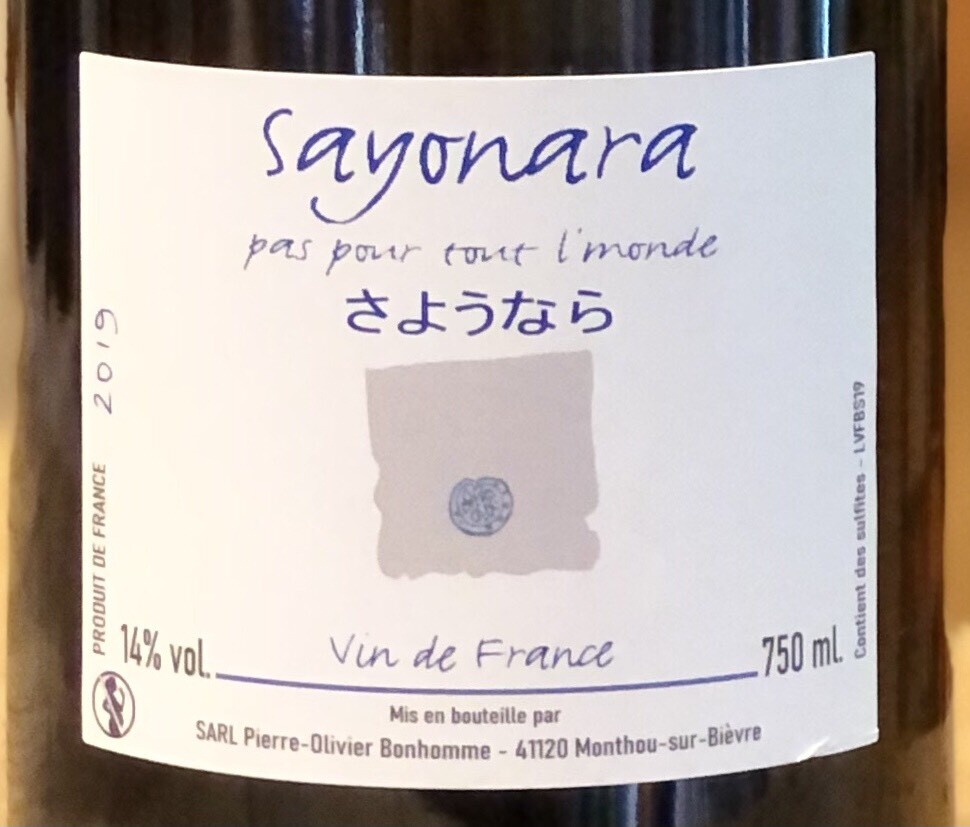 Sayonara
pas pour tout l'monde
さようなら
2019
PRODUIT DE FRANCE
Contient des sulfites - LVFBS19
14% vol.
Vin de France
750 ml.
Mis en bouteille par
SARL Pierre-Olivier Bonhomme - 41120 Monthou-sur-Bièvre